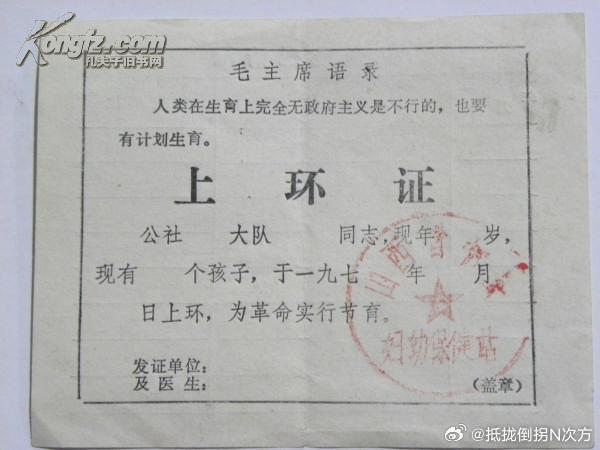 Kongfz.com
孔夫子旧书网
毛主席语录
人类在生育上完全无政府主义是不行的，也要
有计划生育。
上环证
公社 大队 同志，现年 岁，
现有 个孩子，于一九七 年 月
日上环，为革命实行节育。
山西省
妇幼保健站
发证单位：
及医生：
（盖章）
@抵拢倒拐N次方